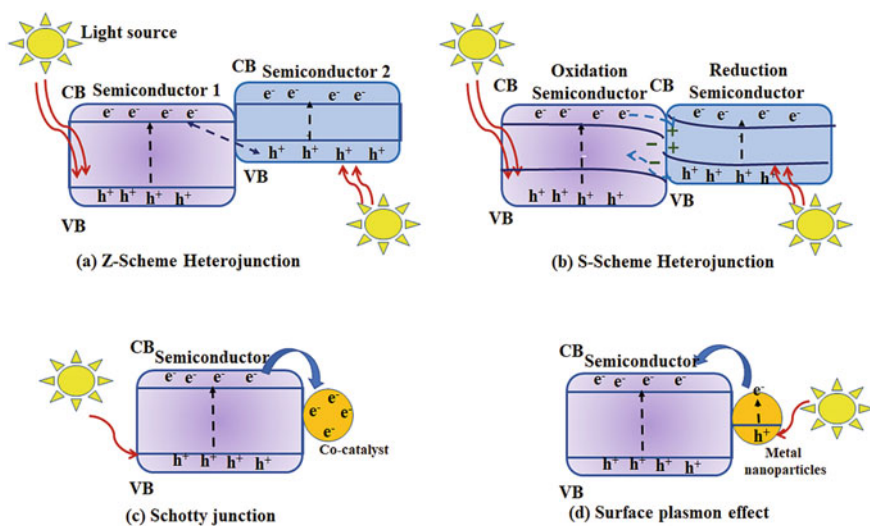 Light source
CB Semiconductor 1
CB Semiconductor 2
e- e- e- e-
e- e- e- e-
h+ h+ h+ h+
VB
h+ h+ h+ h+
VB
(a) Z-Scheme Heterojunction
CB Oxidation Semiconductor
Reduction Semiconductor
CB
e- e- e- e-
e- e- e- e-
+
− +
−
h+ h+ h+ h+
VB
h+ h+ h+ h+
VB
(b) S-Scheme Heterojunction
CB Semiconductor
e- e- e- e-
e-
e- e-
e-
Co-catalyst
h+ h+ h+ h+
VB
(c) Schotty junction
CB
Semiconductor
e- e- e- e-
e-
h+
Metal
nanoparticles
h+ h+ h+ h+
VB
(d) Surface plasmon effect